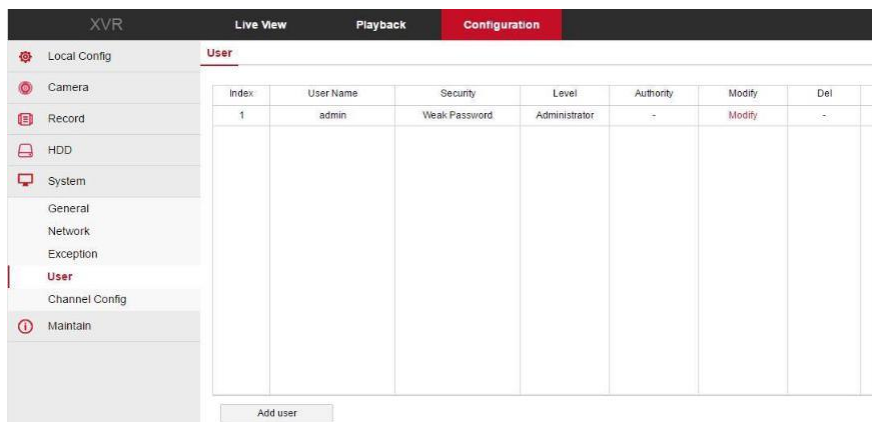 XVR Live View Playback Configuration
Local Config
Camera
Record
HDD
System
General
Network
Exception
User
Channel Config
Maintain
User
Index User Name Security Level Authority Modify Del
1 admin Weak Password Administrator - Modify -
Add user